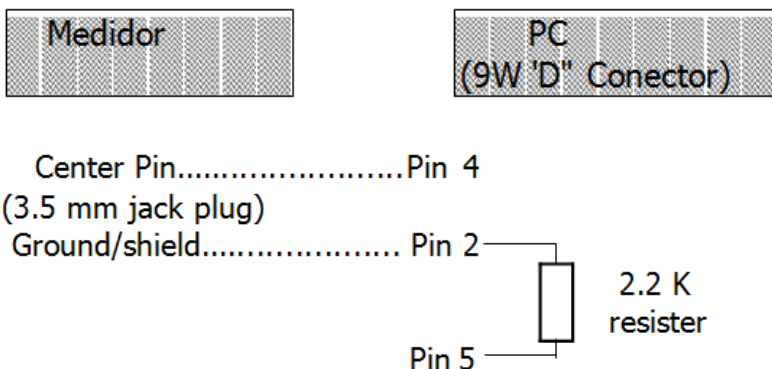 Medidor
PC
(9W 'D" Conector)
Center Pin.............................Pin 4
(3.5 mm jack plug)
Ground/shield......................... Pin 2
2.2 K
resister
Pin 5